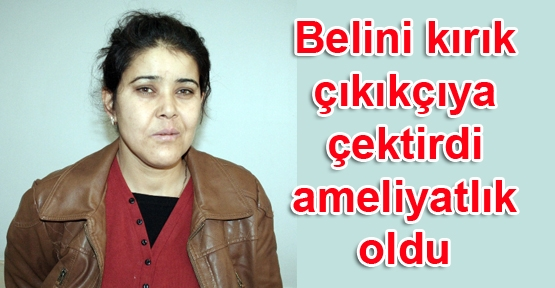 Belini kırık
çıkıkçıya
çektirdi
ameliyatlık
oldu